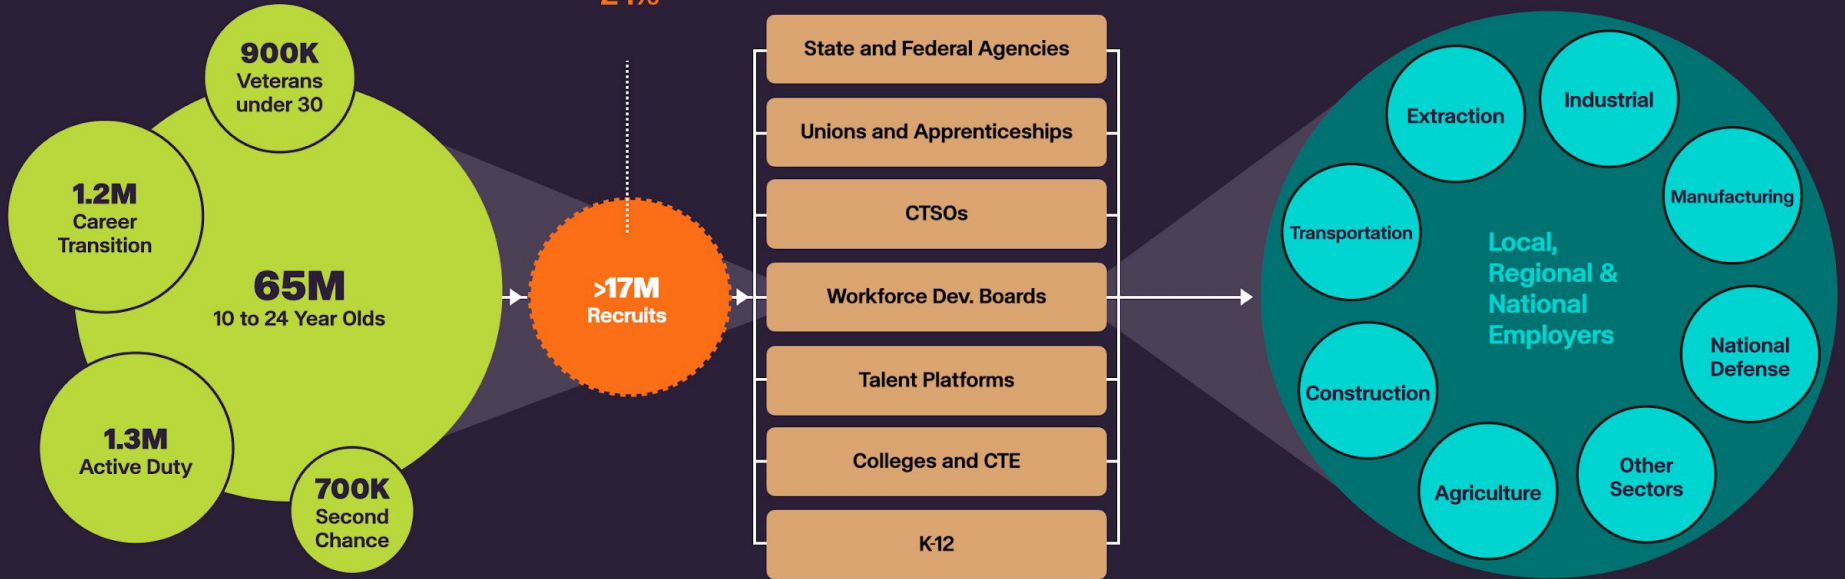 900K
Veterans
under 30
1.2M
Career
Transition
65M
10 to 24 Year Olds
1.3M
Active Duty
700K
Second
Chance
>17M
Recruits
State and Federal Agencies
Unions and Apprenticeships
CTSOs
Workforce Dev. Boards
Talent Platforms
Colleges and CTE
K-12
Local,
Regional &
National
Employers
Extraction
Industrial
Manufacturing
Transportation
National
Defense
Construction
Other
Sectors
Agriculture